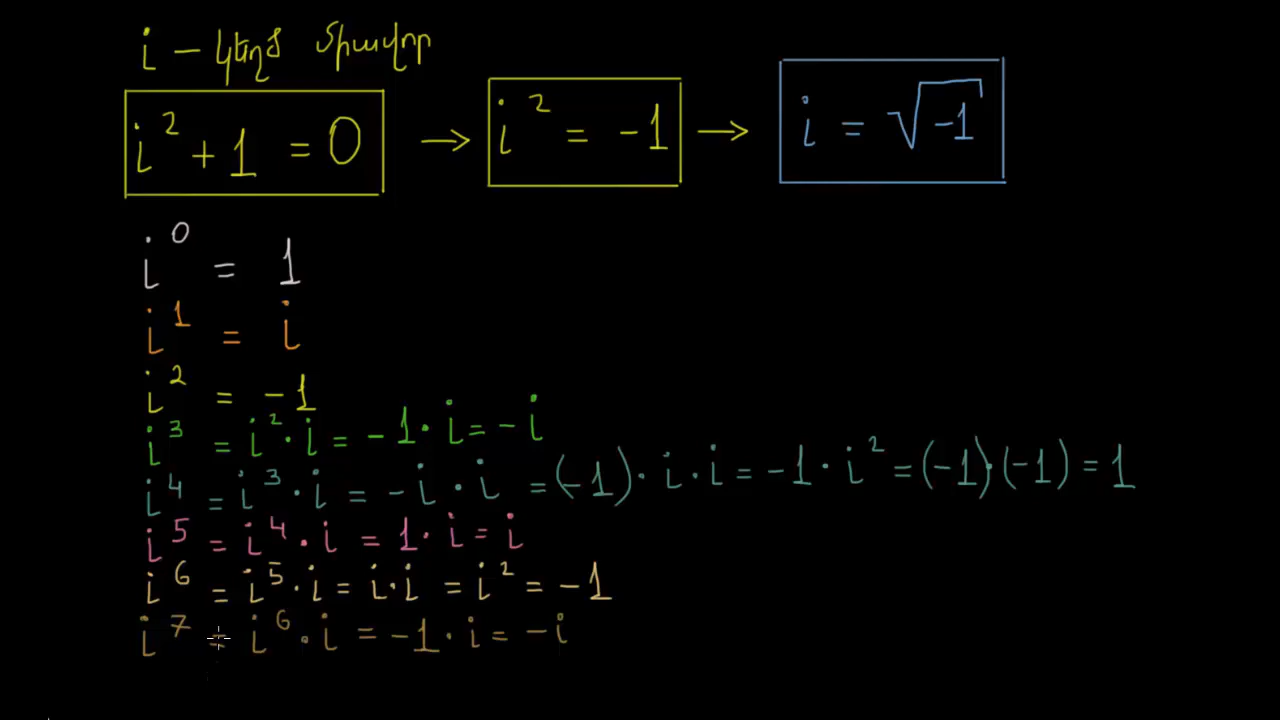 i – կեղծ միավոր
i² + 1 = 0 → i² = -1 → i = √-1
i⁰ = 1
i¹ = i
i² = -1
i³ = i² · i = -1 · i = -i
i⁴ = i³ · i = -i · i = (-1) · i · i = -1 · i² = (-1) · (-1) = 1
i⁵ = i⁴ · i = 1 · i = i
i⁶ = i⁵ · i = i · i = i² = -1
i⁷ = i⁶ · i = -1 · i = -i